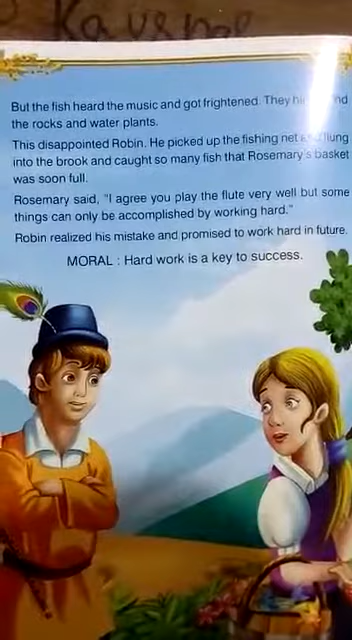 Kausha
But the fish heard the music and got frightened. They
the rocks and water plants.
This disappointed Robin. He picked up the fishing net and flung
into the brook and caught so many fish that Rosemary's basket
was soon full.
Rosemary said, "I agree you play the flute very well but some
things can only be accomplished by working hard."
Robin realized his mistake and promised to work hard in future.
MORAL : Hard work is a key to success.